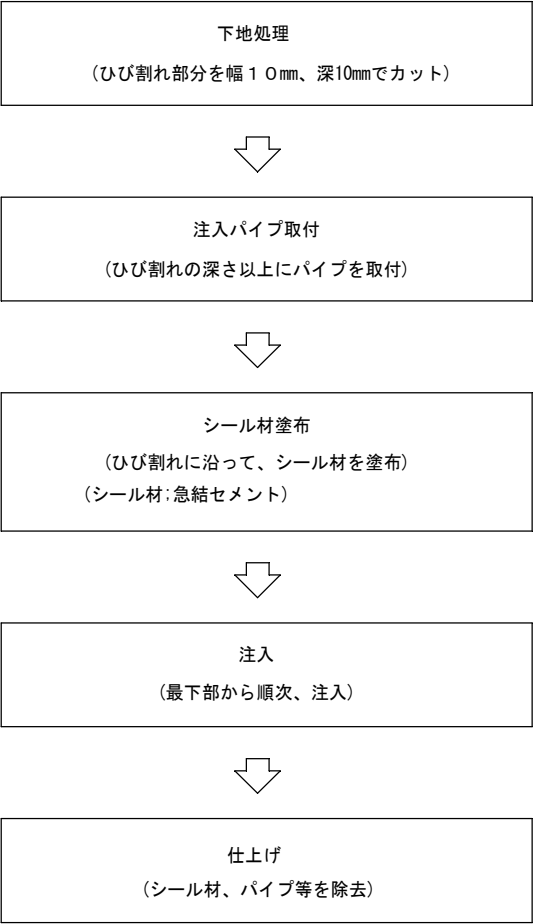 下地処理
(ひび割れ部分を幅１０mm、深10mmでカット)
注入パイプ取付
(ひび割れの深さ以上にパイプを取付)
シール材塗布
(ひび割れに沿って、シール材を塗布)
(シール材;急結セメント)
注入
(最下部から順次、注入)
仕上げ
(シール材、パイプ等を除去)